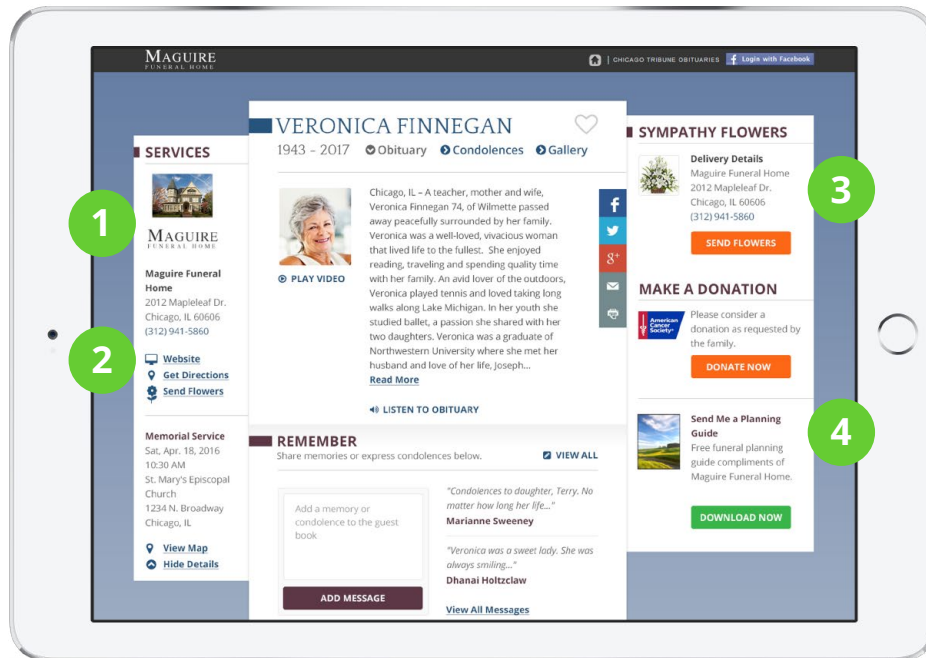 MAGUIRE
FUNERAL HOME
| CHICAGO TRIBUNE OBITUARIES
f Login with Facebook
1
2
SERVICES
MAGUIRE
FUNERAL HOME
Maguire Funeral
Home
2012 Mapleleaf Dr.
Chicago, IL 60606
(312) 941-5860
Website
Get Directions
Send Flowers
Memorial Service
Sat, Apr. 18, 2016
10:30 AM
St. Mary's Episcopal
Church
1234 N. Broadway
Chicago, IL
View Map
Hide Details
VERONICA FINNEGAN
1943 – 2017 Obituary Condolences Gallery
PLAY VIDEO
Chicago, IL – A teacher, mother and wife,
Veronica Finnegan 74, of Wilmette passed
away peacefully surrounded by her family.
Veronica was a well-loved, vivacious woman
that lived life to the fullest. She enjoyed
reading, traveling and spending quality time
with her family. An avid lover of the outdoors,
Veronica played tennis and loved taking long
walks along Lake Michigan. In her youth she
studied ballet, a passion she shared with her
two daughters. Veronica was a graduate of
Northwestern University where she met her
husband and love of her life, Joseph...
Read More
LISTEN TO OBITUARY
f
g+
REMEMBER
Share memories or express condolences below.
VIEW ALL
Add a memory or
condolence to the guest
book
ADD MESSAGE
"Condolences to daughter, Terry. No
matter how long her life..."
Marianne Sweeney
"Veronica was a sweet lady. She was
always smiling..."
Dhanai Holtzclaw
View All Messages
SYMPATHY FLOWERS
Delivery Details
Maguire Funeral Home
2012 Mapleleaf Dr.
Chicago, IL 60606
(312) 941-5860
SEND FLOWERS
3
MAKE A DONATION
American
Cancer
Society®
Please consider a
donation as requested by
the family.
DONATE NOW
Send Me a Planning
Guide
Free funeral planning
guide compliments of
Maguire Funeral Home.
DOWNLOAD NOW
4